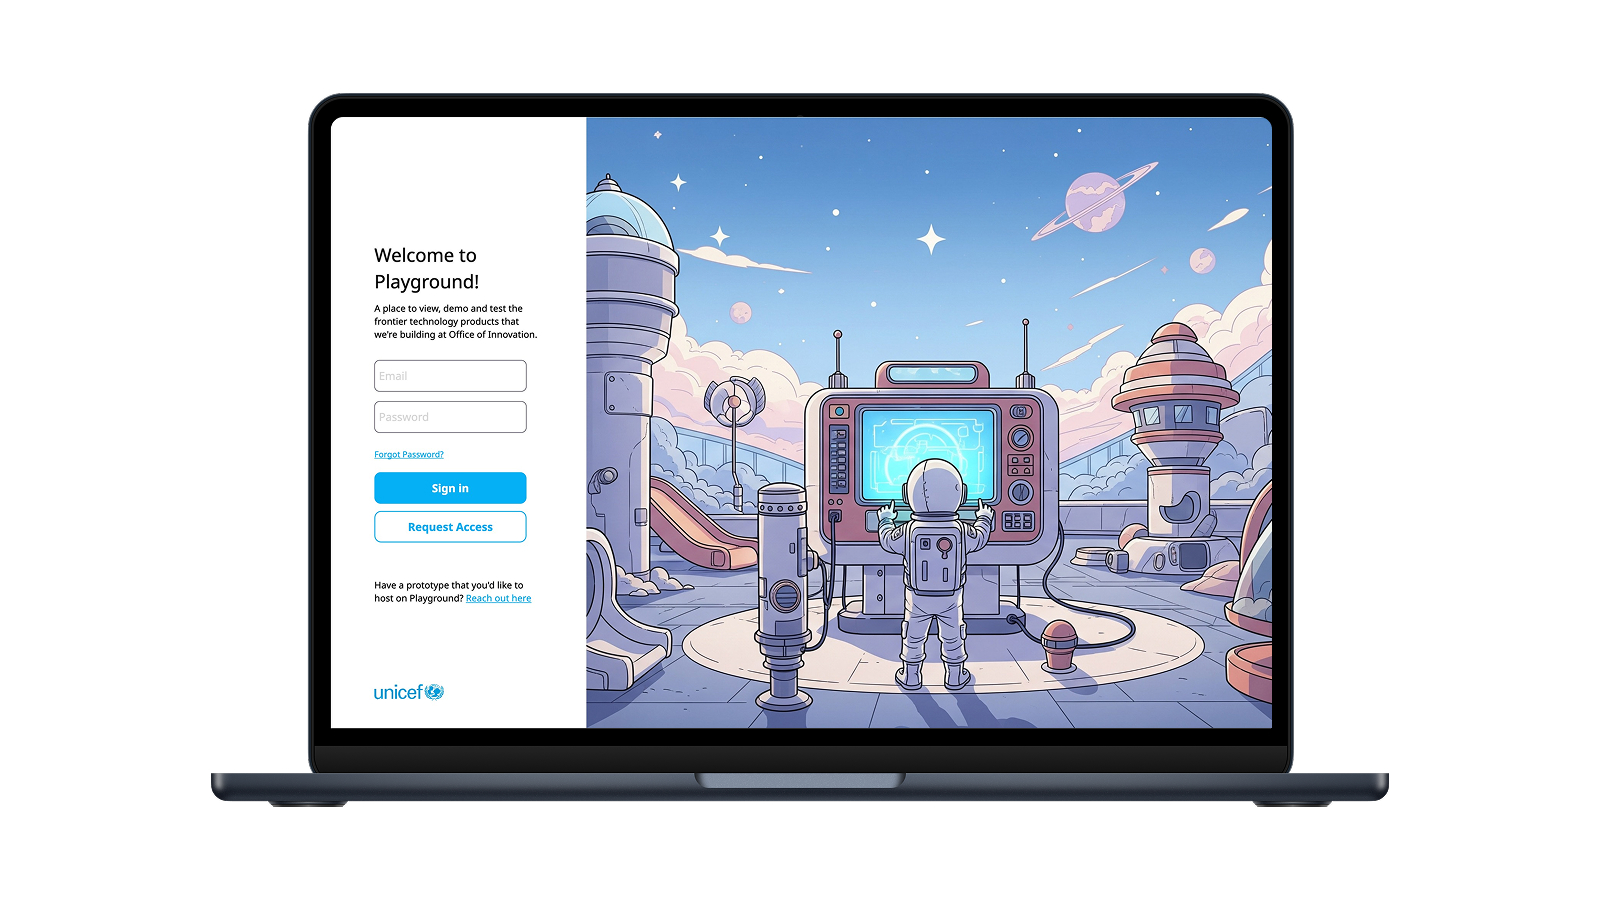 Welcome to
Playground!
A place to view, demo and test the
frontier technology products that
we're building at Office of Innovation.
Email
Password
Forgot Password?
Sign in
Request Access
Have a prototype that you'd like to
host on Playground? Reach out here
unicef